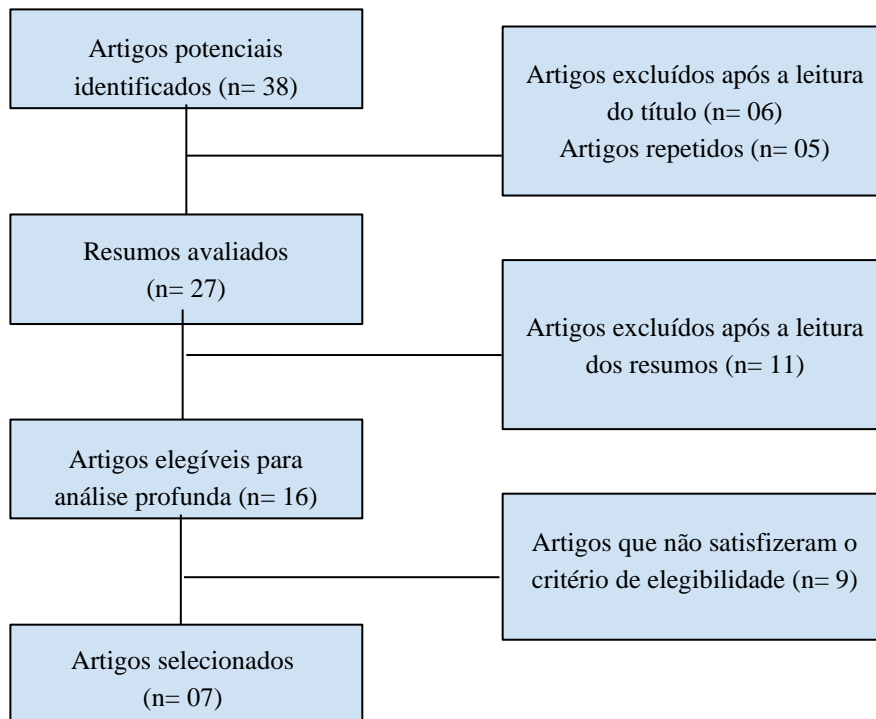 Artigos potenciais
identificados (n= 38)
Artigos excluídos após a leitura
do título (n= 06)
Artigos repetidos (n= 05)
Resumos avaliados
(n= 27)
Artigos excluídos após a leitura
dos resumos (n= 11)
Artigos elegíveis para
análise profunda (n= 16)
Artigos que não satisfizeram o
critério de elegibilidade (n= 9)
Artigos selecionados
(n= 07)